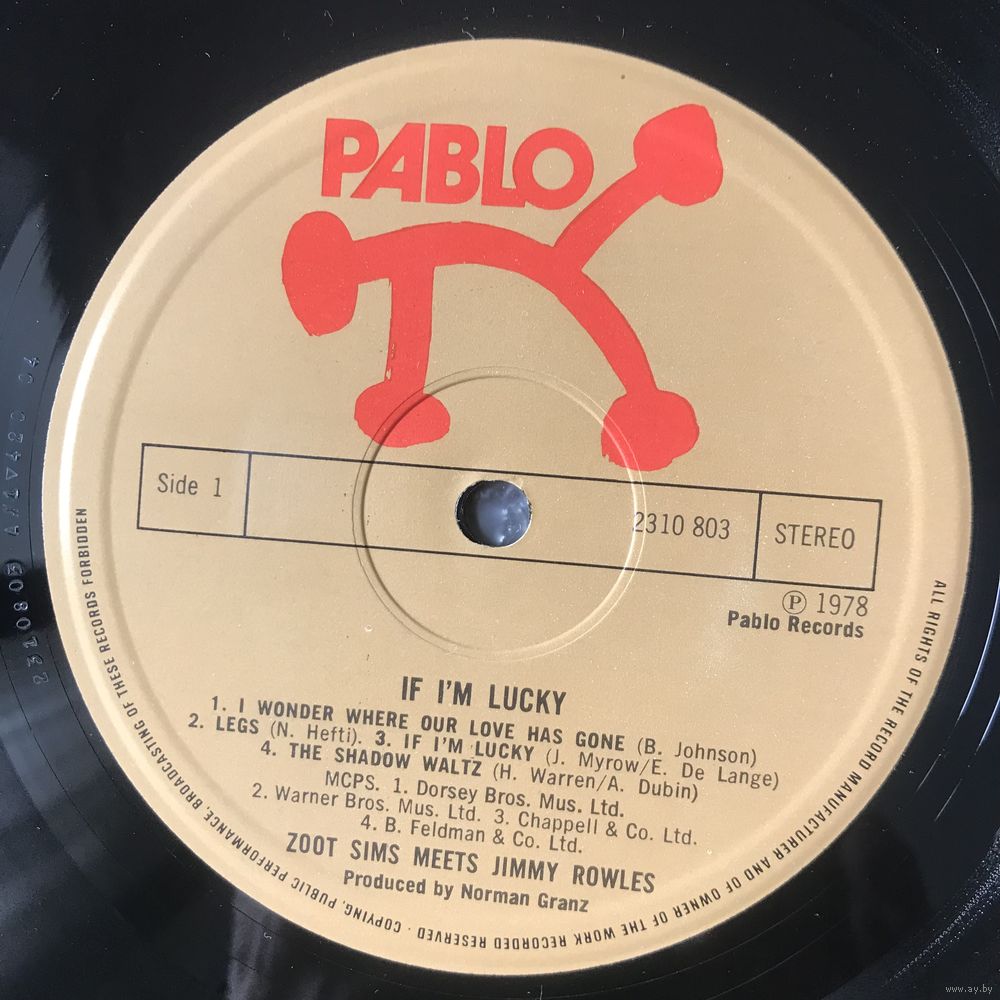 PABLO
Side 1
2310 803
STEREO
Ⓟ 1978
Pablo Records
IF I'M LUCKY
1. I WONDER WHERE OUR LOVE HAS GONE (B. Johnson)
2. LEGS (N. Hefti). 3. IF I'M LUCKY (J. Myrow/E. De Lange)
4. THE SHADOW WALTZ (H. Warren/A. Dubin)
MCPS. 1. Dorsey Bros. Mus. Ltd.
2. Warner Bros. Mus. Ltd. 3. Chappell & Co. Ltd.
4. B. Feldman & Co. Ltd.
ZOOT SIMS MEETS JIMMY ROWLES
Produced by Norman Granz
ALL RIGHTS OF THE RECORD MANUFACTURER AND OF OWNER OF THE WORK RECORDED RESERVED · COPYING, PUBLIC PERFORMANCE, BROADCASTING OF THESE RECORDS FORBIDDEN
www.ay.by